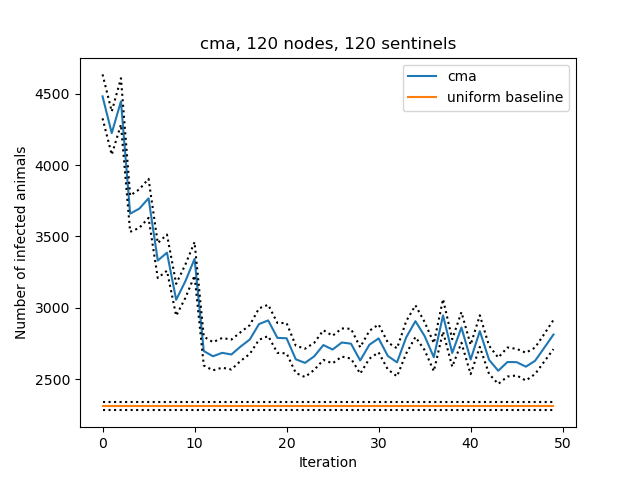 cma, 120 nodes, 120 sentinels
cma
uniform baseline
4500
4000
3500
3000
2500
Number of infected animals
0 10 20 30 40 50
Iteration